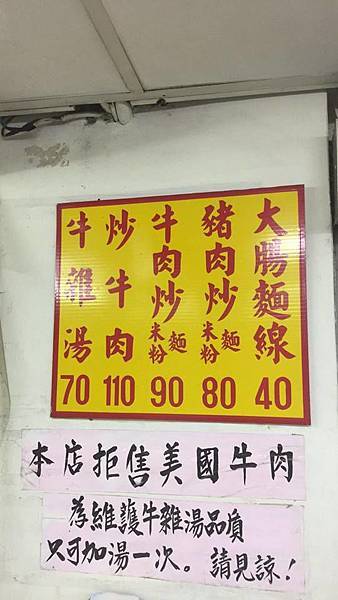 大腸麵線 40
豬肉炒麵米粉 80
牛肉炒麵米粉 90
炒牛肉 110
牛雜湯 70
本店拒售美國牛肉
為維護牛雜湯品質
只可加湯一次。請見諒!